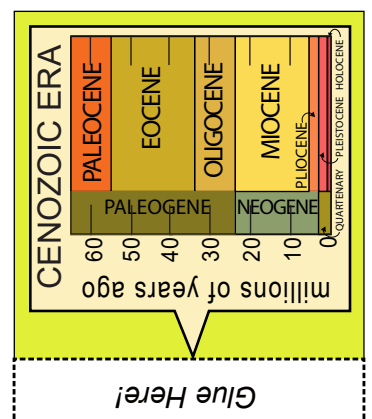 CENOZOIC ERA
PALEOCENE
EOCENE
OLIGOCENE
MIOCENE
PLIOCENE
PLEISTOCENE
HOLOCENE
PALEOGENE
NEOGENE
QUARTENARY
60
50
40
30
20
10
0
millions of years ago
Glue Here!